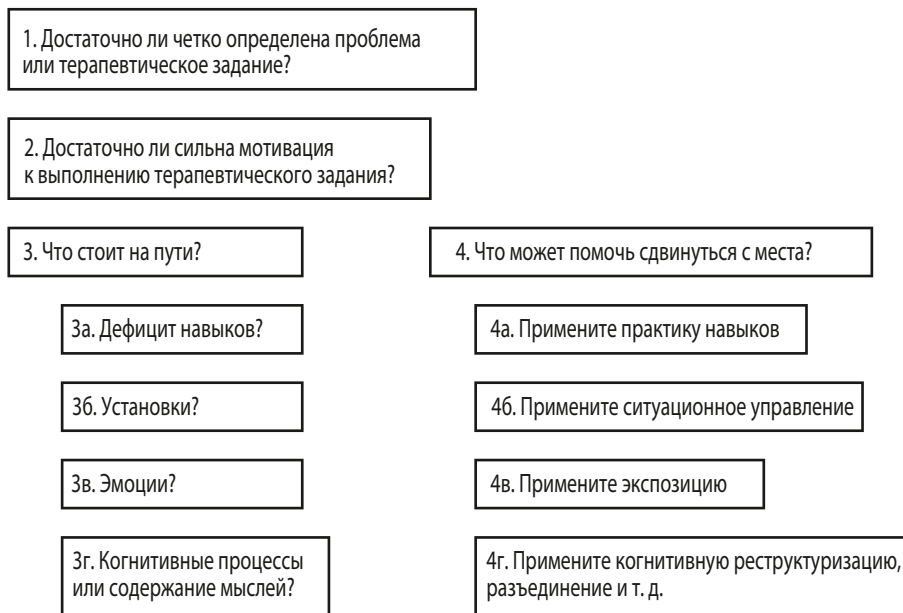 1. Достаточно ли четко определена проблема
или терапевтическое задание?
2. Достаточно ли сильна мотивация
к выполнению терапевтического задания?
3. Что стоит на пути?
4. Что может помочь сдвинуться с места?
3а. Дефицит навыков?
4а. Примените практику навыков
3б. Установки?
4б. Примените ситуационное управление
3в. Эмоции?
4в. Примените экспозицию
3г. Когнитивные процессы
или содержание мыслей?
4г. Примените когнитивную реструктуризацию,
разъединение и т. д.